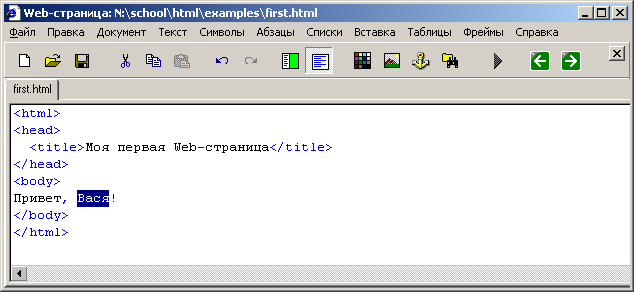 Web-страница: N:\school\html\examples\first.html
Файл Правка Документ Текст Символы Абзацы Списки Вставка Таблицы Фреймы Справка
first.html
<html>
<head>
<title>Моя первая Web-страница</title>
</head>
<body>
Привет, Вася!
</body>
</html>